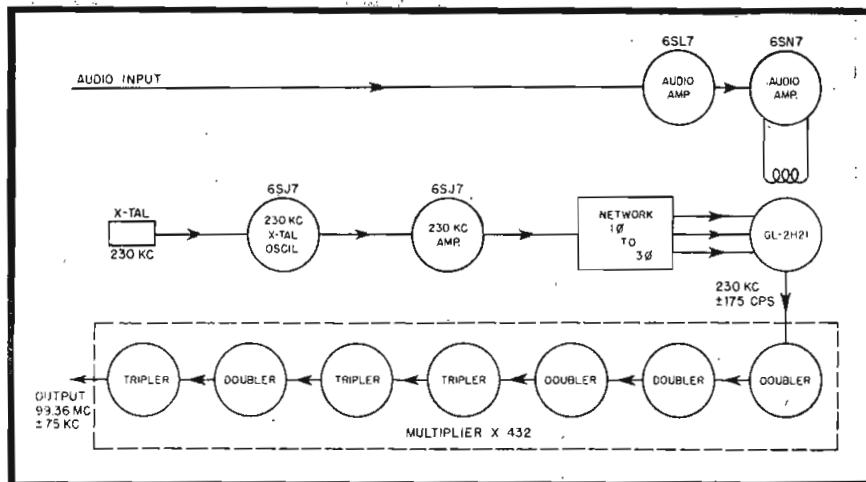 6SL7
6SN7
AUDIO INPUT
AUDIO
AMP
AUDIO
AMP.
X-TAL
230 KC
6SJ7
230 KC
X-TAL
OSCIL
6SJ7
230 KC
AMP.
NETWORK
1Ø
TO
3Ø
GL-2H21
230 KC
±175 CPS
TRIPLER
DOUBLER
TRIPLER
TRIPLER
DOUBLER
DOUBLER
DOUBLER
OUTPUT
99.36 MC
±75 KC
MULTIPLIER X 432